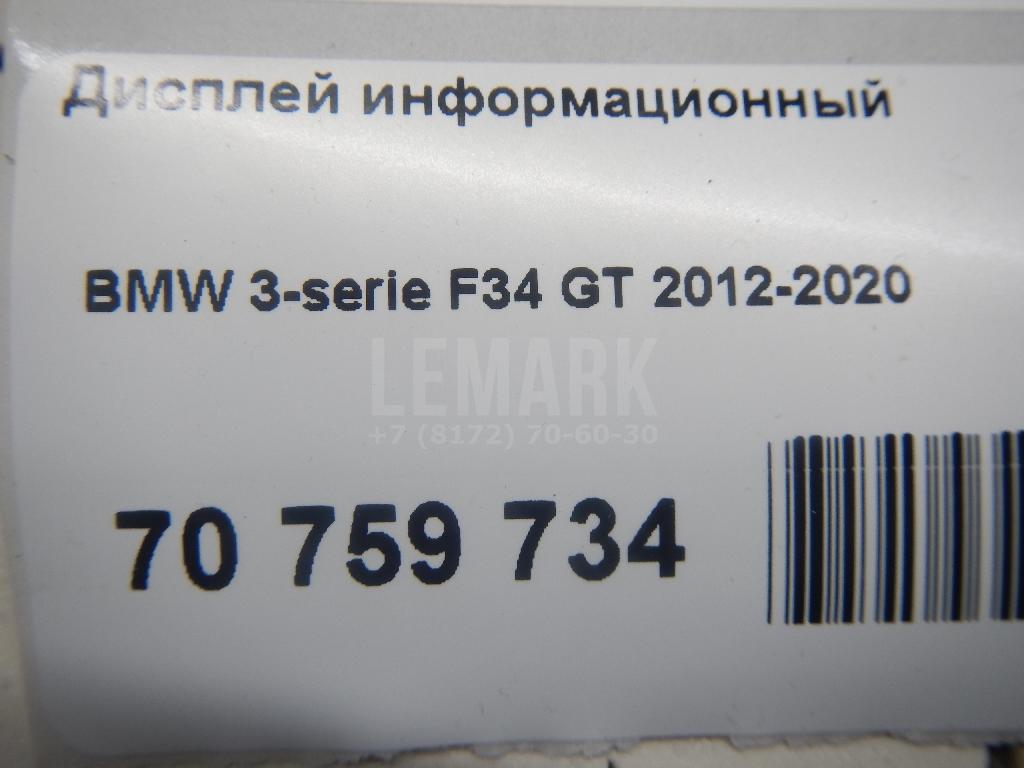 Дисплей информационный
BMW 3-serie F34 GT 2012-2020
LEMARK
+7 (8172) 70-60-30
70 759 734